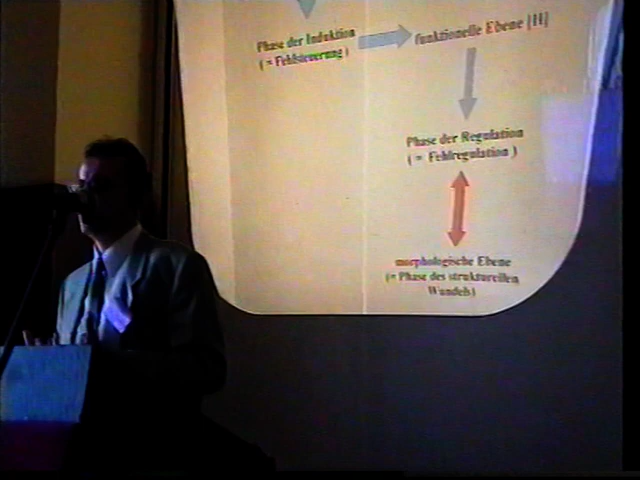 Phase der Induktion
( = Fehlsteuerung)
funktionelle Ebene [II]
Phase der Regulation
( = Fehlregulation )
morphologische Ebene
(= Phase des strukturellen
Wandels)